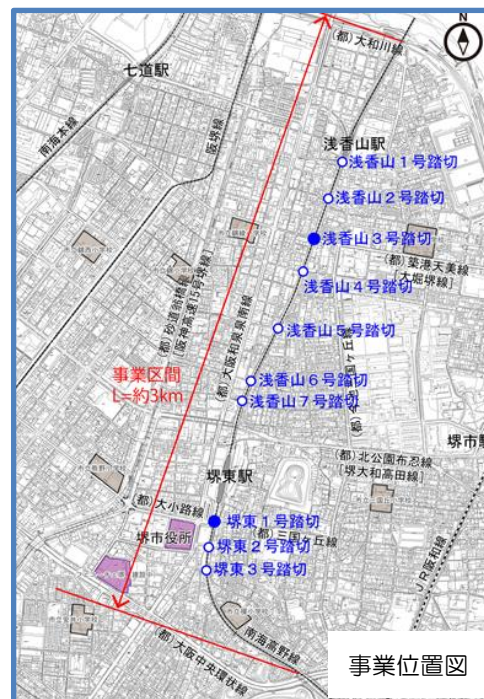 N
(都)大和川線
七道駅
南海本線
阪堺線
浅香山駅
浅香山1号踏切
浅香山2号踏切
浅香山3号踏切
(都)築港天美線
[大堀堺線]
浅香山4号踏切
(都)砂道翁橋線
[阪神高速15号堺線]
(都)大阪和泉泉南線
浅香山5号踏切
事業区間
L=約3km
浅香山6号踏切
浅香山7号踏切
堺市駅
(都)北公園布忍線
[堺大和高田線]
堺東駅
(都)大小路線
堺市役所
堺東1号踏切
(都)三国ヶ丘線
堺東2号踏切
堺東3号踏切
JR阪和線
南海高野線
(都)大阪中央環状線
事業位置図